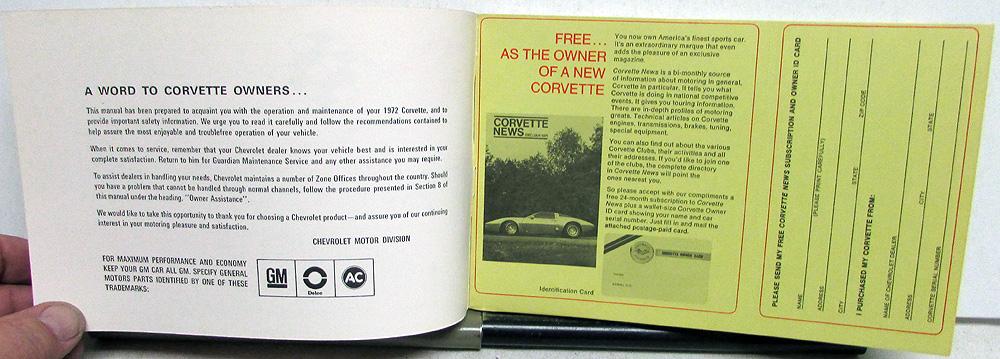 A WORD TO CORVETTE OWNERS...
This manual has been prepared to acquaint you with the operation and maintenance of your 1972 Corvette, and to
provide important safety information. We urge you to read it carefully and follow the recommendations contained to
help assure the most enjoyable and troublefree operation of your vehicle.
When it comes to service, remember that your Chevrolet dealer knows your vehicle best and is interested in your
complete satisfaction. Return to him for Guardian Maintenance Service and any other assistance you may require.
To assist dealers in handling your needs, Chevrolet maintains a number of Zone Offices throughout the country. Should
you have a problem that cannot be handled through normal channels, follow the procedure presented in Section 8 of
this manual under the heading, "Owner Assistance".
We would like to take this opportunity to thank you for choosing a Chevrolet product—and assure you of our continuing
interest in your motoring pleasure and satisfaction.
CHEVROLET MOTOR DIVISION
FOR MAXIMUM PERFORMANCE AND ECONOMY
KEEP YOUR GM CAR ALL GM. SPECIFY GENERAL
MOTORS PARTS IDENTIFIED BY ONE OF THESE
TRADEMARKS:
GM
Delco
AC
FREE...
AS THE OWNER
OF A NEW
CORVETTE
CORVETTE
NEWS
Identification Card
You now own America's finest sports car.
It's an extraordinary marque that even
adds the pleasure of an exclusive
magazine.
Corvette News is a bi-monthly source
of information about motoring in general,
Corvette in particular. It tells you what
Corvette is doing in national competitive
events. It gives you touring information.
There are in-depth profiles of motoring
greats. Technical articles on Corvette
engines, transmissions, brakes, tuning,
special equipment.
You can also find out about the various
Corvette Clubs, their activities and all
their addresses. If you'd like to join one
of the clubs, the complete directory
in Corvette News will point the
ones nearest you.
So please accept with our compliments a
free 24-month subscription to Corvette
News plus a wallet-size Corvette Owner
ID card showing your name and car
serial number. Just fill in and mail the
attached postage-paid card.
CORVETTE OWNER CARD
PLEASE SEND MY FREE CORVETTE NEWS SUBSCRIPTION AND OWNER ID CARD
NAME
(PLEASE PRINT CAREFULLY)
ADDRESS
CITY
STATE
ZIP CODE
I PURCHASED MY CORVETTE FROM:
NAME OF CHEVROLET DEALER
ADDRESS
CITY
STATE
CORVETTE SERIAL NUMBER